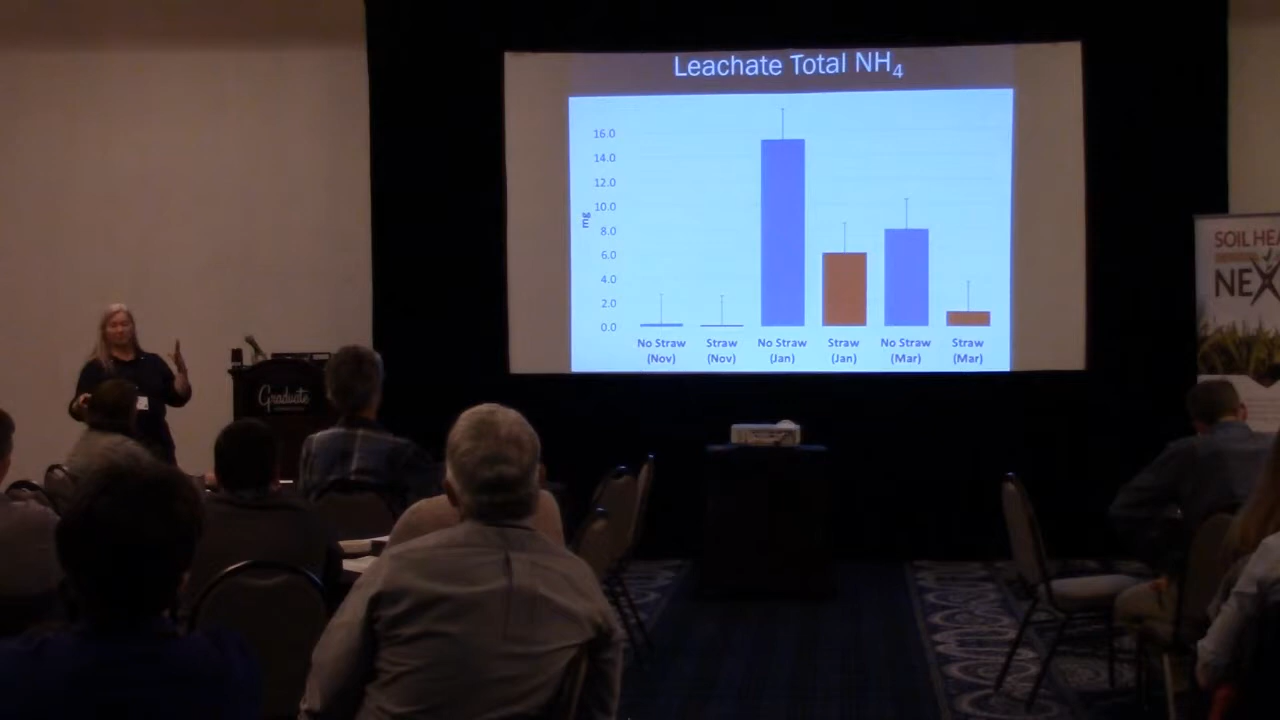 Leachate Total NH₄
16.0
14.0
12.0
10.0
8.0
6.0
4.0
2.0
0.0
mg
No Straw
(Nov)
Straw
(Nov)
No Straw
(Jan)
Straw
(Jan)
No Straw
(Mar)
Straw
(Mar)
Graduate
SOIL HEA
NEX